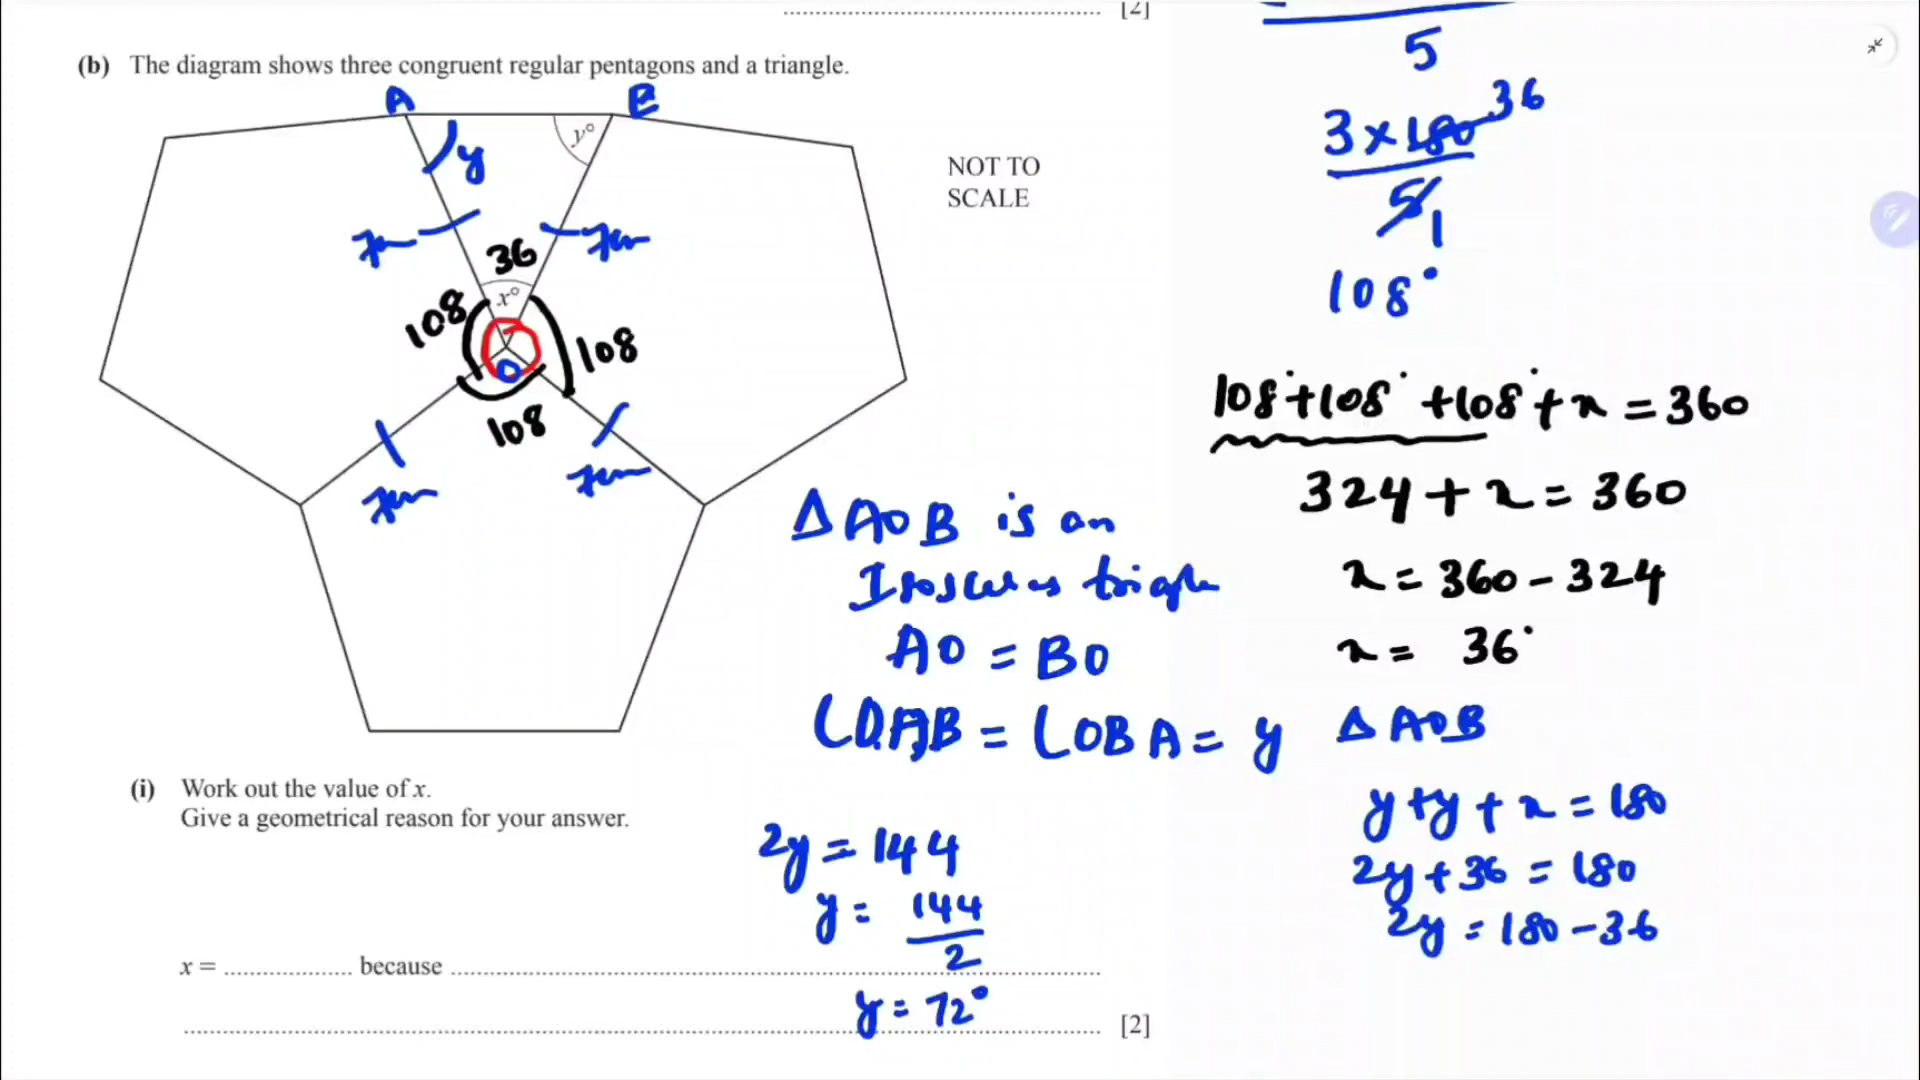 [2]
5
(b) The diagram shows three congruent regular pentagons and a triangle.
A
B
y°
y
NOT TO
SCALE
36
x°
108
108
108
O
3 × 180 36
5 1
108°
108° + 108° + 108° + x = 360
324 + x = 360
x = 360 - 324
x = 36°
△ AOB is an
AO = BO
∠OAB = ∠OBA = y
△ AOB
y + y + x = 180
2y + 36 = 180
2y = 180 - 36
2y = 144
y = 144
2
y = 72°
(i) Work out the value of x.
Give a geometrical reason for your answer.
x = .................. because ..................
[2]